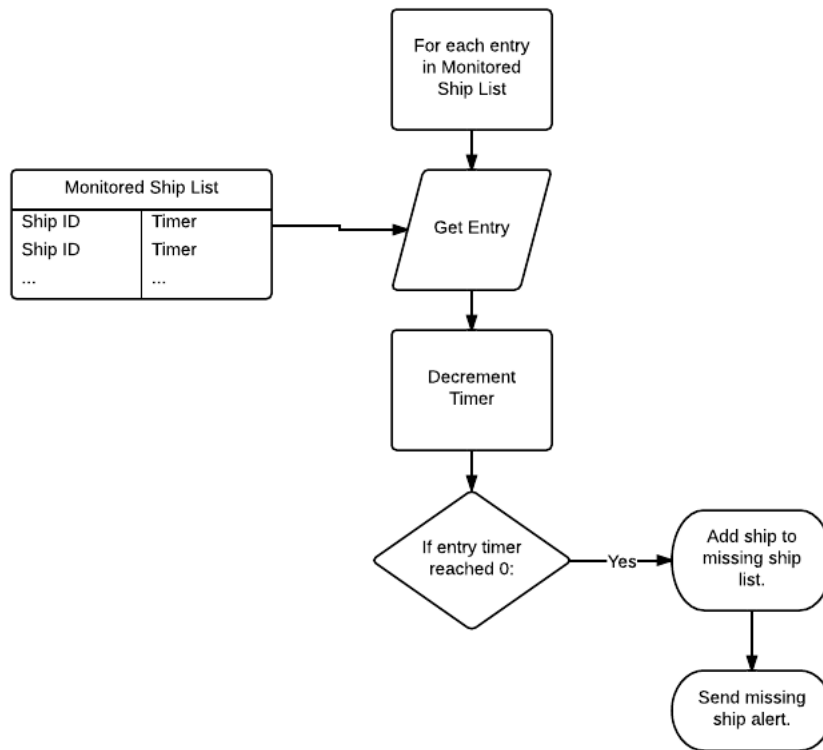 For each entry
in Monitored
Ship List
Monitored Ship List
Ship ID Timer
Ship ID Timer
... ...
Get Entry
Decrement
Timer
If entry timer
reached 0:
Yes
Add ship to
missing ship
list.
Send missing
ship alert.